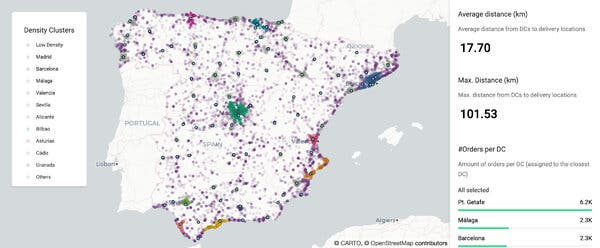 Density Clusters
Low Density
Madrid
Barcelona
Málaga
Valencia
Sevilla
Alicante
Bilbao
Asturias
Cádiz
Granada
Others
ANDORRA
PORTUGAL
SPAIN
Lisbon
Algiers
© CARTO, © OpenStreetMap contributors
Average distance (km)
Average distance from DCs to delivery locations
17.70
Max. Distance (km)
Max. distance from DCs to delivery locations
101.53
#Orders per DC
Amount of orders per DC (assigned to the closest
DC)
All selected
Pt. Getafe 6.2K
Málaga 2.3K
Barcelona 2.3K